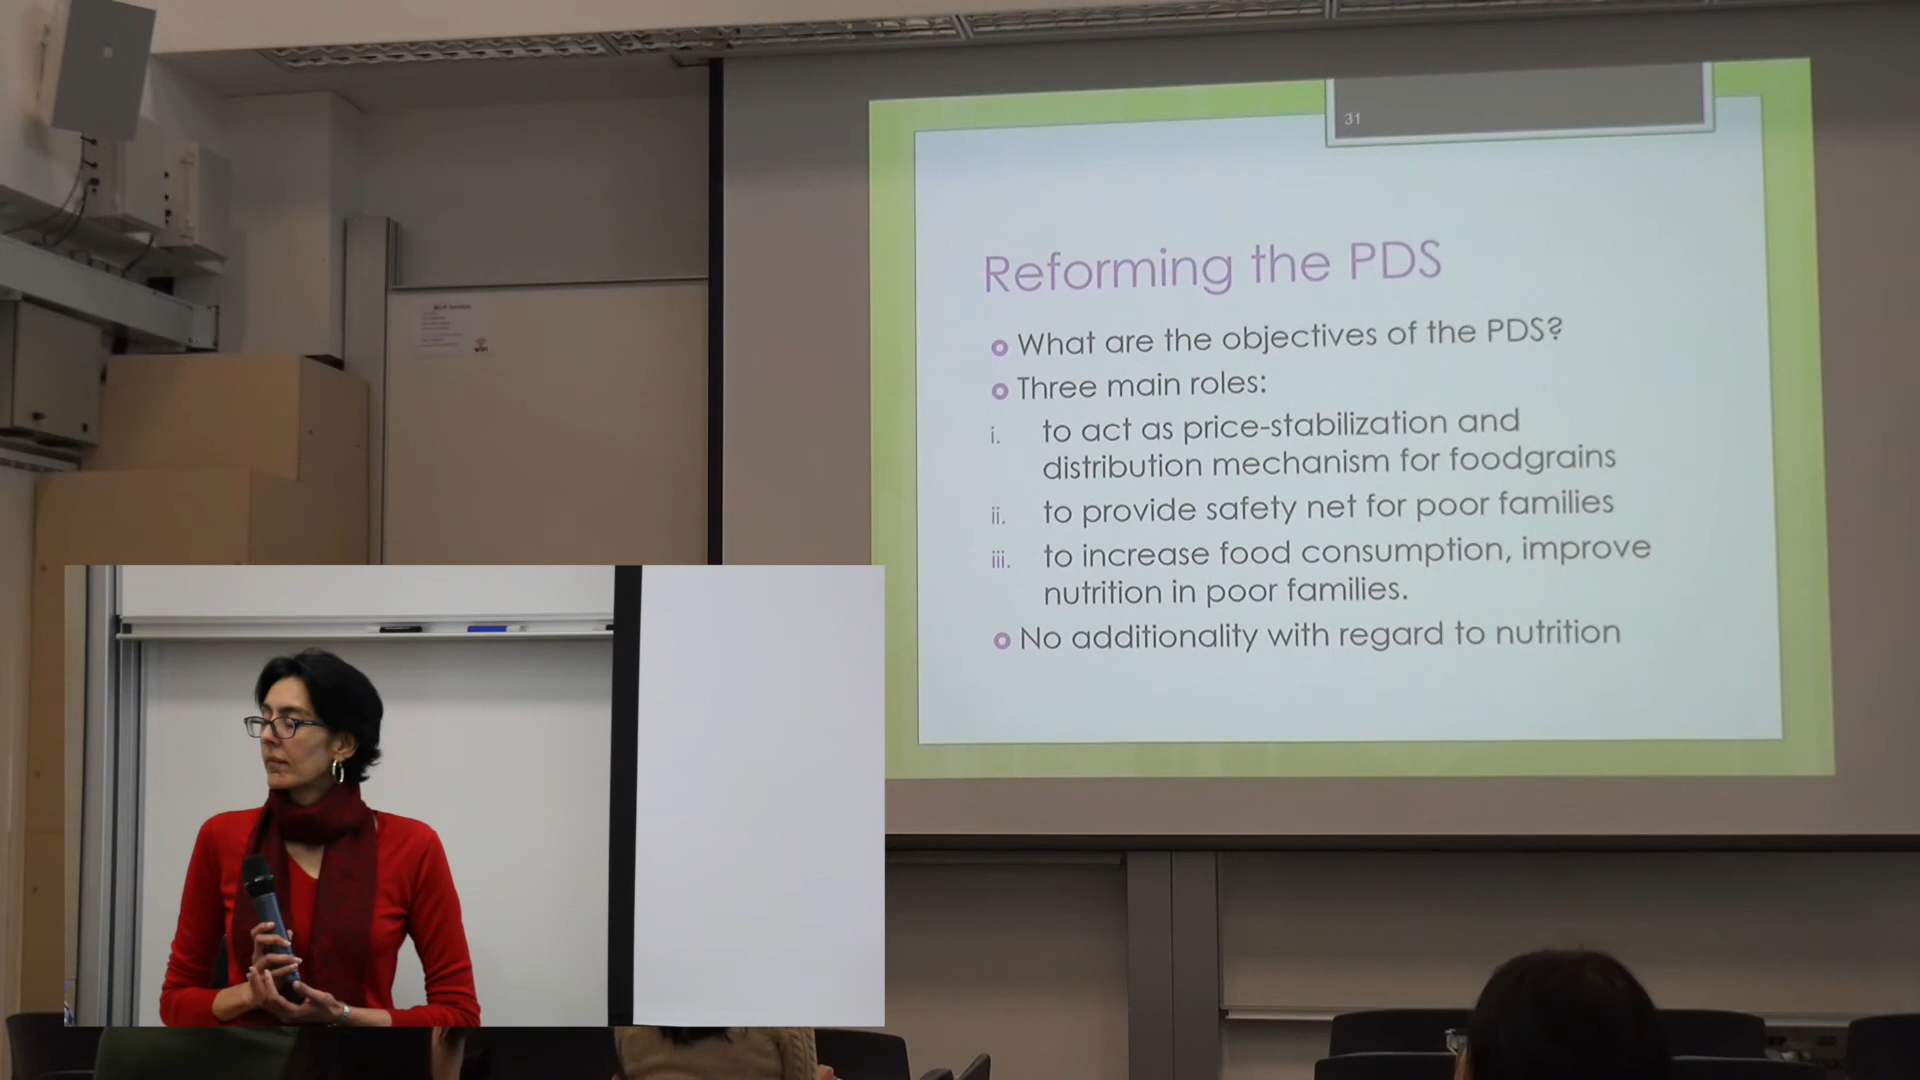 31
Reforming the PDS
What are the objectives of the PDS?
Three main roles:
i. to act as price-stabilization and
distribution mechanism for foodgrains
ii. to provide safety net for poor families
iii. to increase food consumption, improve
nutrition in poor families.
No additionality with regard to nutrition